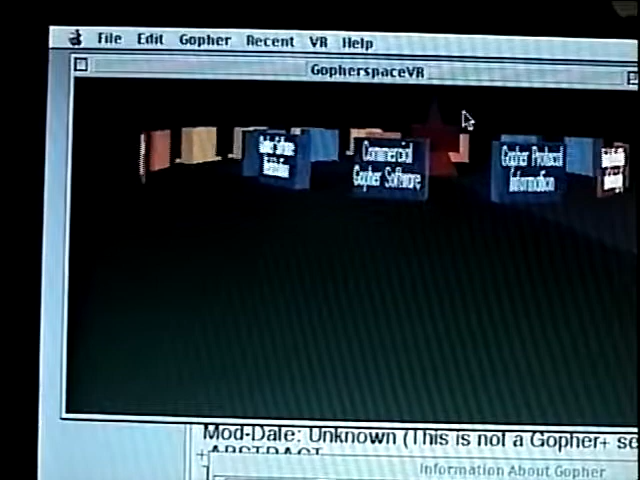 File Edit Gopher Recent VR Help
GopherspaceVR
Commercial
Gopher Software
Gopher Protocol
Information
Mod-Date: Unknown (This is not a Gopher+ se
ABSTRACT
Information About Gopher